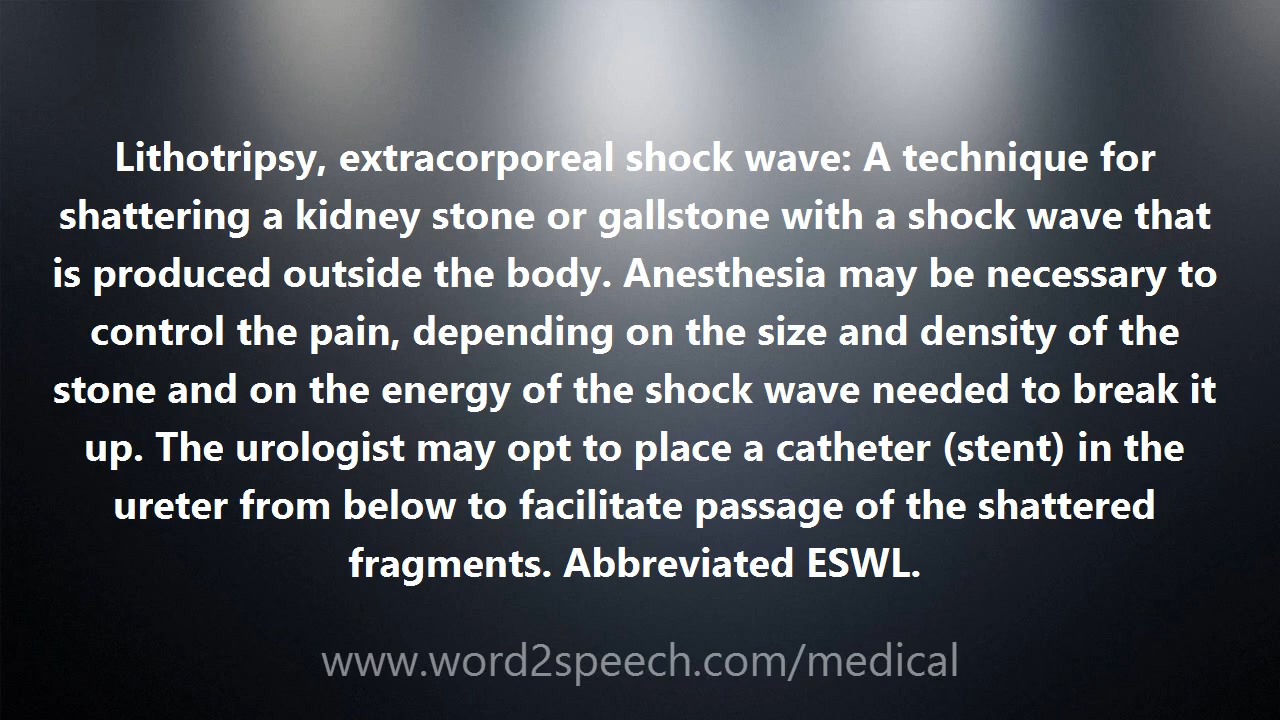 Lithotripsy, extracorporeal shock wave: A technique for
shattering a kidney stone or gallstone with a shock wave that
is produced outside the body. Anesthesia may be necessary to
control the pain, depending on the size and density of the
stone and on the energy of the shock wave needed to break it
up. The urologist may opt to place a catheter (stent) in the
ureter from below to facilitate passage of the shattered
fragments. Abbreviated ESWL.
www.word2speech.com/medical